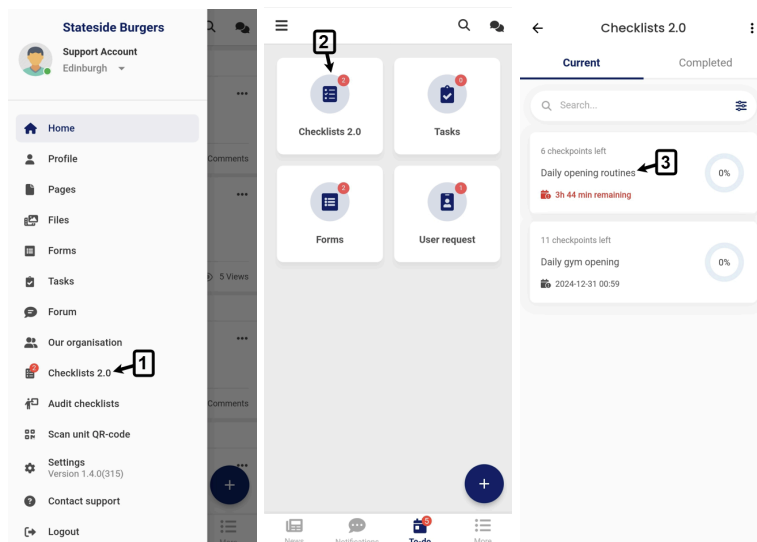 Stateside Burgers
Support Account
Edinburgh
Home
Profile
Pages
Files
Forms
Tasks
Forum
Our organisation
2
Checklists 2.0
1
Audit checklists
Scan unit QR-code
Settings
Version 1.4.0(315)
Contact support
Logout
Comments
5 Views
Comments
2
2
Checklists 2.0
0
Tasks
2
Forms
1
User request
News
Notifications
5
To-do
More
Checklists 2.0
Current
Completed
Search...
6 checkpoints left
Daily opening routines
3
0%
3h 44 min remaining
11 checkpoints left
Daily gym opening
0%
2024-12-31 00:59